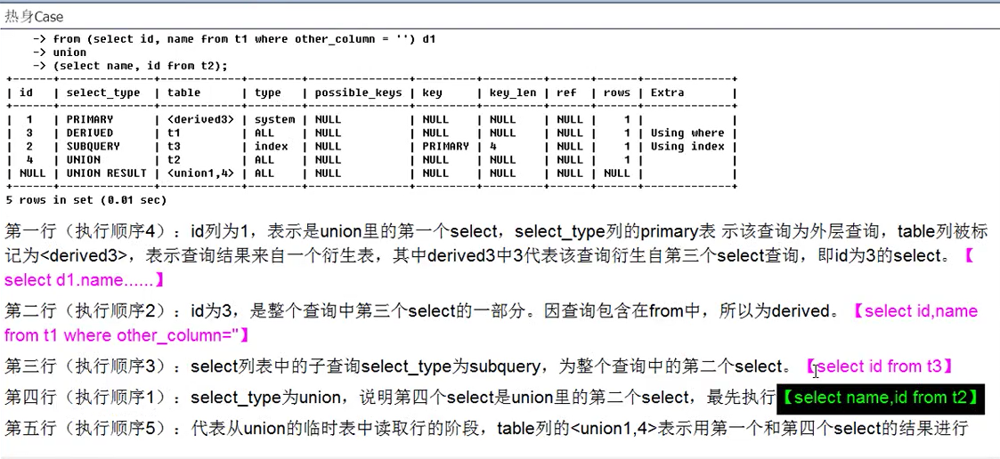 热身Case
-> from (select id, name from t1 where other_column = '') d1
-> union
-> (select name, id from t2);
+------+--------------+------------+--------+---------------+---------+---------+------+------+-------------+
| id | select_type | table | type | possible_keys | key | key_len | ref | rows | Extra |
+------+--------------+------------+--------+---------------+---------+---------+------+------+-------------+
| 1 | PRIMARY | <derived3> | system | NULL | NULL | NULL | NULL | 1 | |
| 3 | DERIVED | t1 | ALL | NULL | NULL | NULL | NULL | 1 | Using where |
| 2 | SUBQUERY | t3 | index | NULL | PRIMARY | 4 | NULL | 1 | Using index |
| 4 | UNION | t2 | ALL | NULL | NULL | NULL | NULL | 1 | |
| NULL | UNION RESULT | <union1,4> | ALL | NULL | NULL | NULL | NULL | NULL | |
+------+--------------+------------+--------+---------------+---------+---------+------+------+-------------+
5 rows in set (0.01 sec)
第一行（执行顺序4）：id列为1，表示是union里的第一个select，select_type列的primary表 示该查询为外层查询，table列被标
记为<derived3>，表示查询结果来自一个衍生表，其中derived3中3代表该查询衍生自第三个select查询，即id为3的select。【
select d1.name......】
第二行（执行顺序2）：id为3，是整个查询中第三个select的一部分。因查询包含在from中，所以为derived。【select id,name
from t1 where other_column=''】
第三行（执行顺序3）：select列表中的子查询select_type为subquery，为整个查询中的第二个select。【select id from t3】
第四行（执行顺序1）：select_type为union，说明第四个select是union里的第二个select，最先执行【select name,id from t2】
第五行（执行顺序5）：代表从union的临时表中读取行的阶段，table列的<union1,4>表示用第一个和第四个select的结果进行